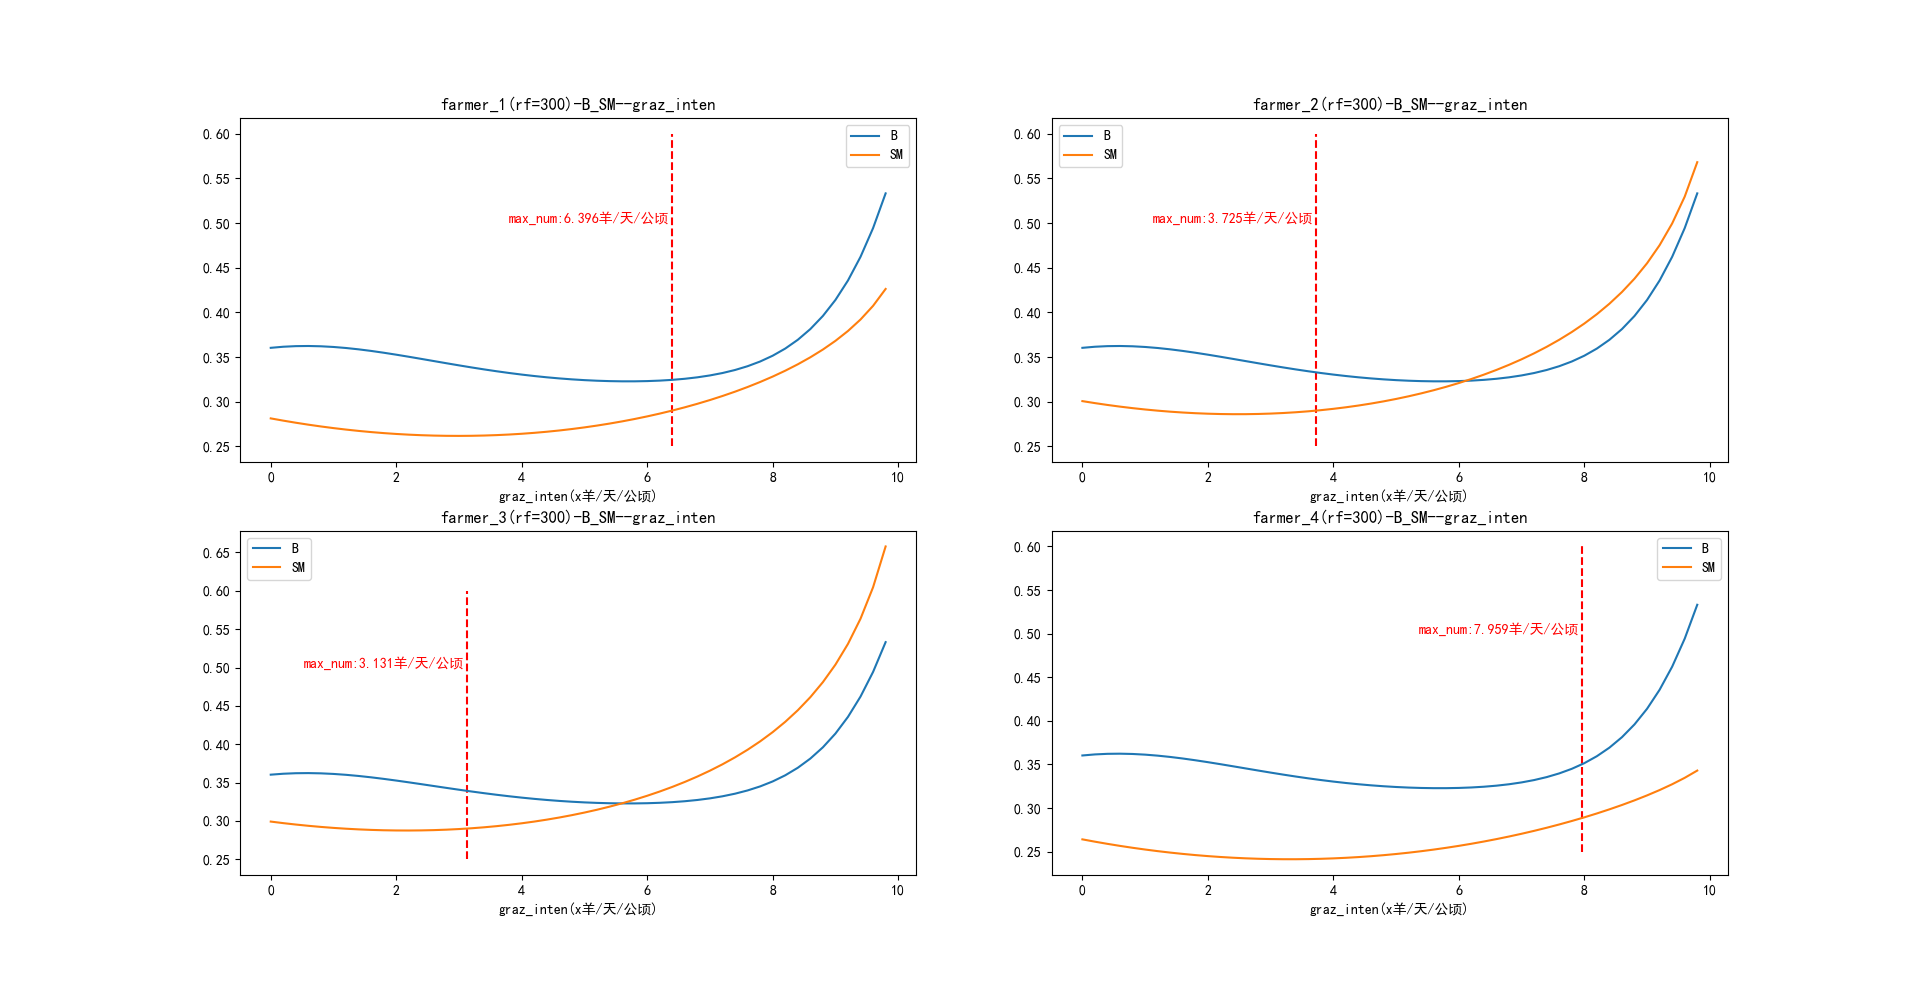 farmer_1(rf=300)-B_SM--graz_inten
0.60
0.55
0.50
0.45
0.40
0.35
0.30
0.25
B
SM
max_num:6.396羊/天/公顷
0 2 4 6 8 10
graz_inten(x羊/天/公顷)
farmer_2(rf=300)-B_SM--graz_inten
0.60
0.55
0.50
0.45
0.40
0.35
0.30
0.25
B
SM
max_num:3.725羊/天/公顷
0 2 4 6 8 10
graz_inten(x羊/天/公顷)
farmer_3(rf=300)-B_SM--graz_inten
0.65
0.60
0.55
0.50
0.45
0.40
0.35
0.30
0.25
B
SM
max_num:3.131羊/天/公顷
0 2 4 6 8 10
graz_inten(x羊/天/公顷)
farmer_4(rf=300)-B_SM--graz_inten
0.60
0.55
0.50
0.45
0.40
0.35
0.30
0.25
B
SM
max_num:7.959羊/天/公顷
0 2 4 6 8 10
graz_inten(x羊/天/公顷)